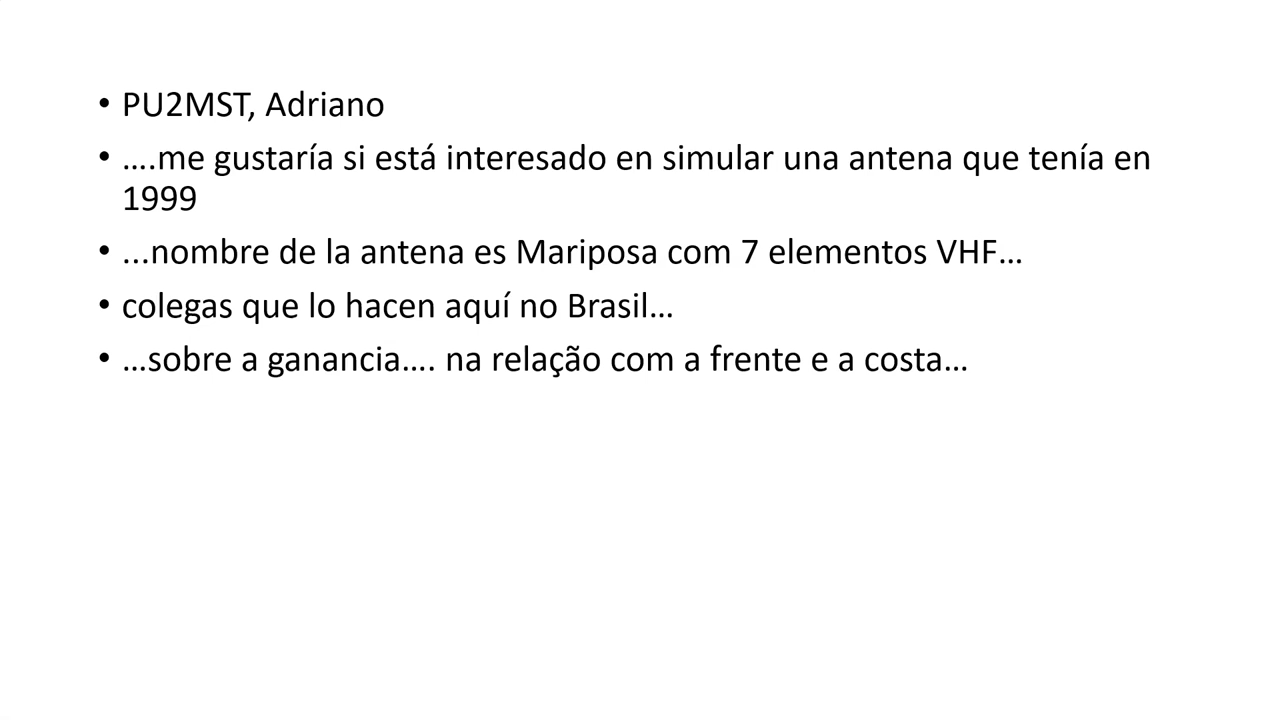 • PU2MST, Adriano
• ….me gustaría si está interesado en simular una antena que tenía en
1999
• ...nombre de la antena es Mariposa com 7 elementos VHF…
• colegas que lo hacen aquí no Brasil…
• …sobre a ganancia…. na relação com a frente e a costa…